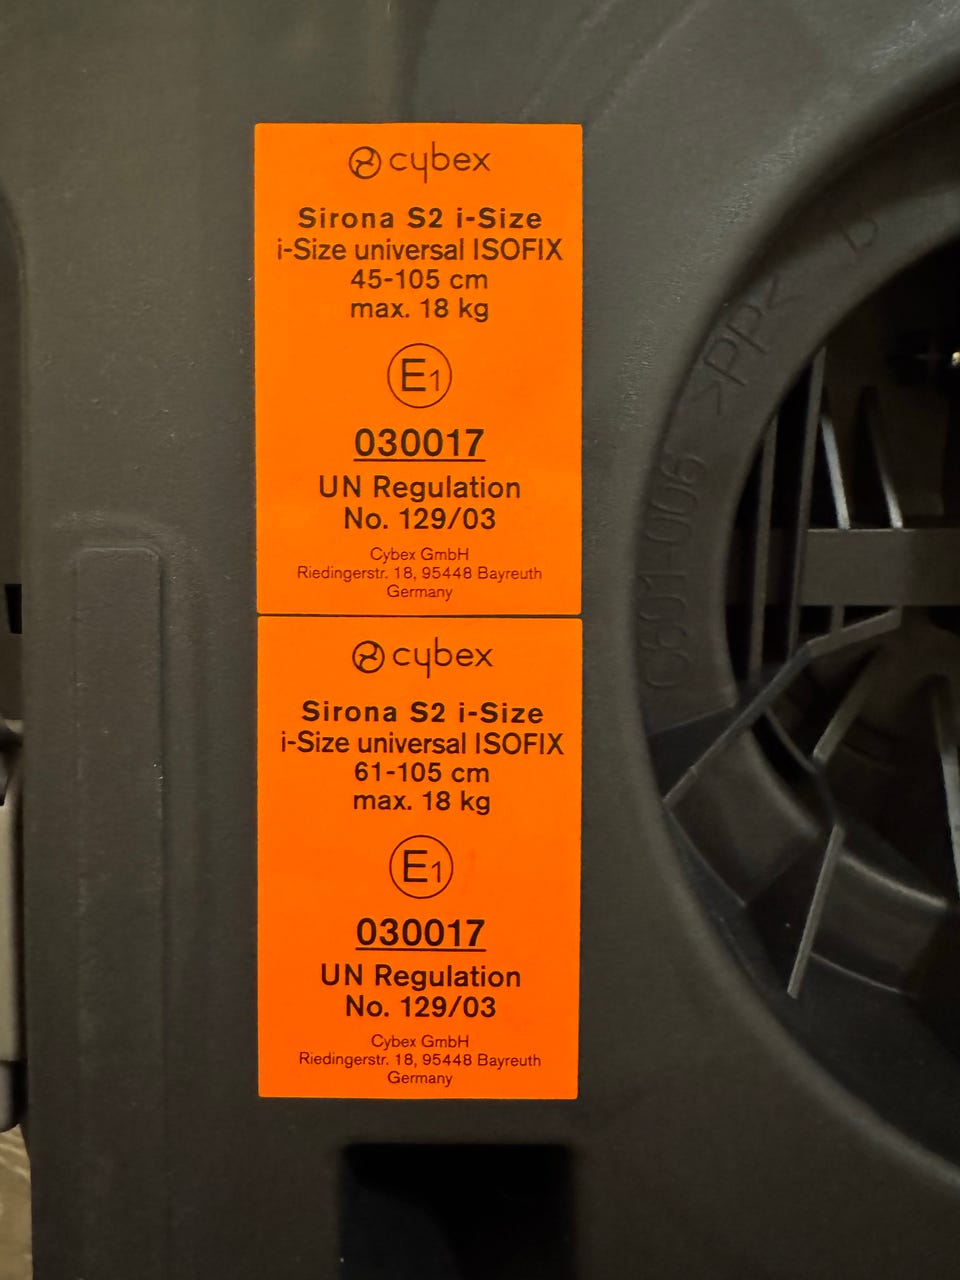 cybex
Sirona S2 i-Size
i-Size universal ISOFIX
45-105 cm
max. 18 kg
E1
030017
UN Regulation
No. 129/03
Cybex GmbH
Riedingerstr. 18, 95448 Bayreuth
Germany
cybex
Sirona S2 i-Size
i-Size universal ISOFIX
61-105 cm
max. 18 kg
E1
030017
UN Regulation
No. 129/03
Cybex GmbH
Riedingerstr. 18, 95448 Bayreuth
Germany
>PP<